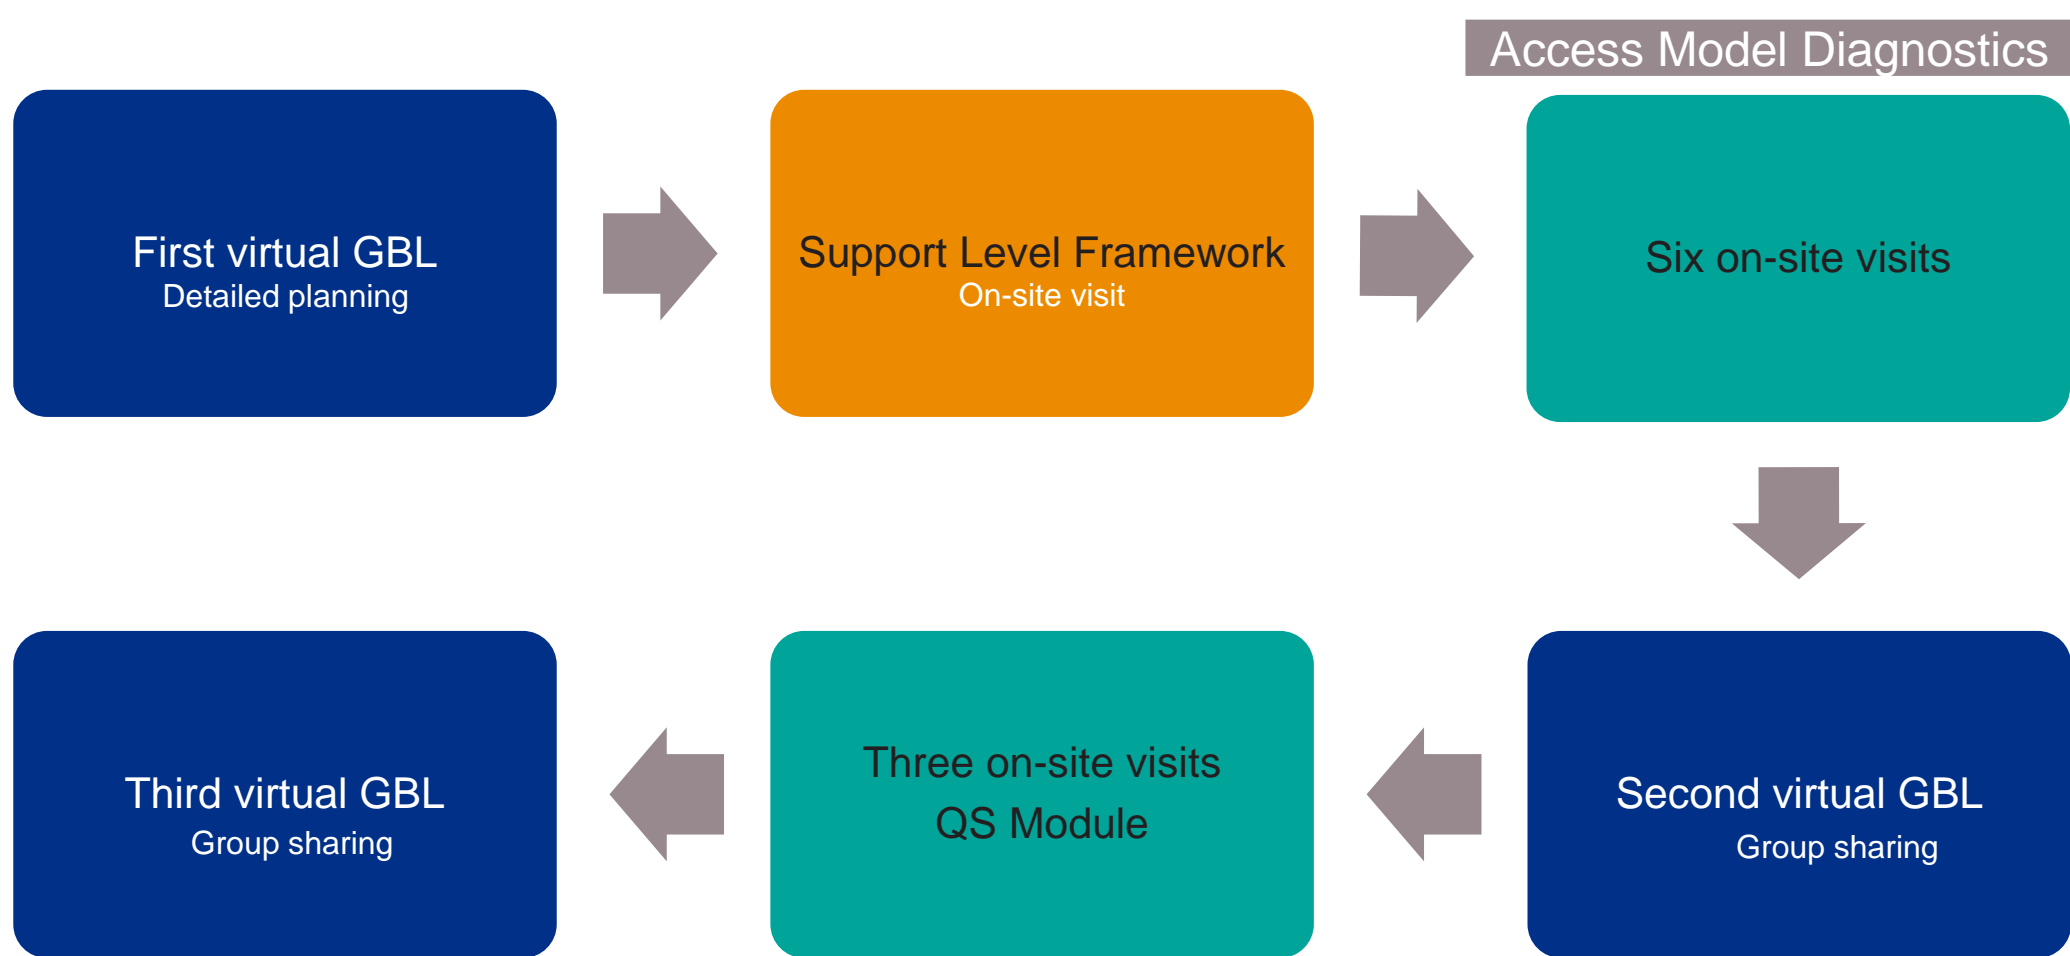 Access Model Diagnostics
First virtual GBL
Detailed planning
Support Level Framework
On-site visit
Six on-site visits
Third virtual GBL
Group sharing
Three on-site visits
QS Module
Second virtual GBL
Group sharing